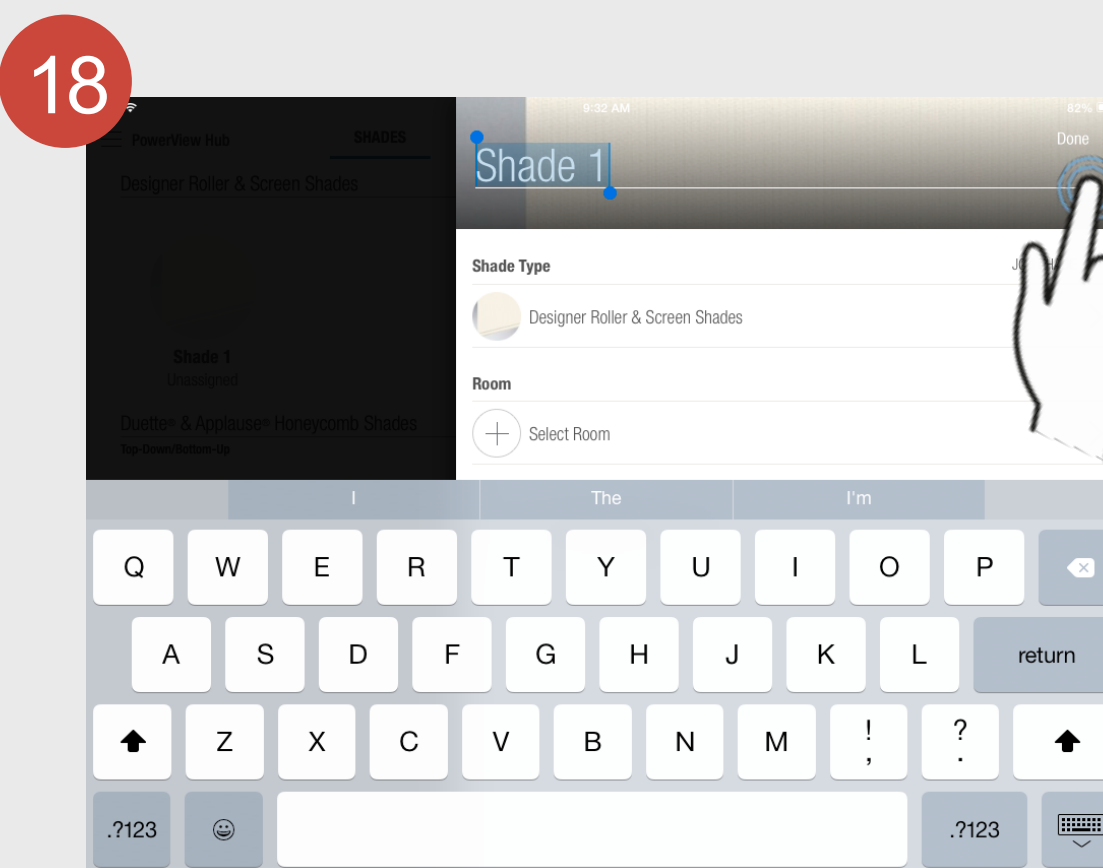 18
9:32 AM
82%
PowerView Hub
SHADES
Done
Designer Roller & Screen Shades
Shade 1
Shade Type
Designer Roller & Screen Shades
Shade 1
Unassigned
Room
Select Room
Duette® & Applause® Honeycomb Shades
Top-Down/Bottom-Up
I The I'm
Q W E R T Y U I O P
A S D F G H J K L return
Z X C V B N M ! , ? .
.?123 .?123